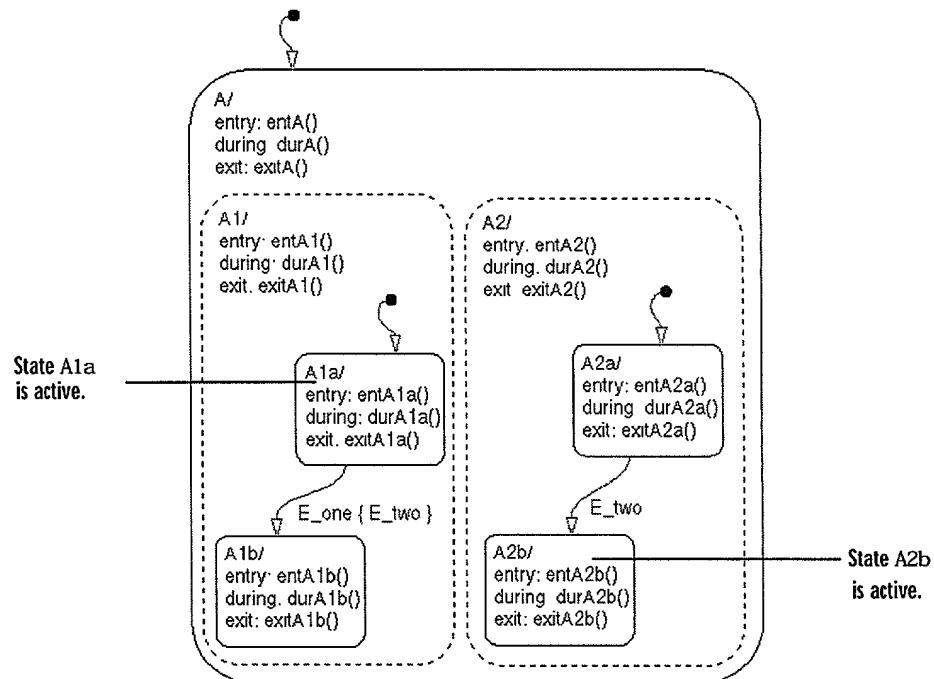 A/
entry: entA()
during durA()
exit: exitA()
A1/
entry· entA1()
during· durA1()
exit. exitA1()
A2/
entry. entA2()
during. durA2()
exit exitA2()
State A1a
is active.
A1a/
entry: entA1a()
during: durA1a()
exit. exitA1a()
A2a/
entry: entA2a()
during durA2a()
exit: exitA2a()
E_one { E_two }
E_two
A1b/
entry· entA1b()
during. durA1b()
exit: exitA1b()
A2b/
entry: entA2b()
during durA2b()
exit: exitA2b()
State A2b
is active.